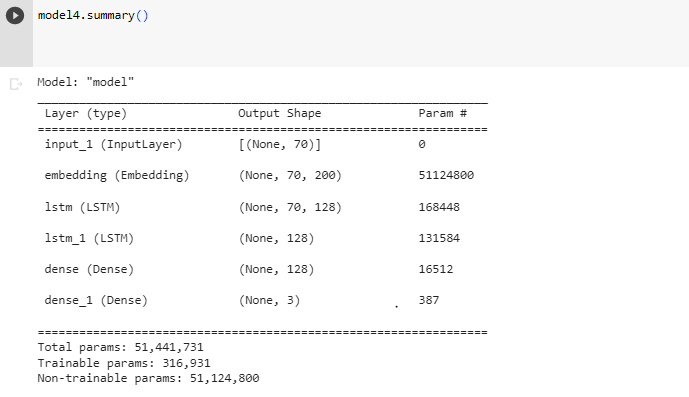 model4.summary()
Model: "model"
_________________________________________________________________
Layer (type) Output Shape Param #
=================================================================
input_1 (InputLayer) [(None, 70)] 0
embedding (Embedding) (None, 70, 200) 51124800
lstm (LSTM) (None, 70, 128) 168448
lstm_1 (LSTM) (None, 128) 131584
dense (Dense) (None, 128) 16512
dense_1 (Dense) (None, 3) 387
=================================================================
Total params: 51,441,731
Trainable params: 316,931
Non-trainable params: 51,124,800